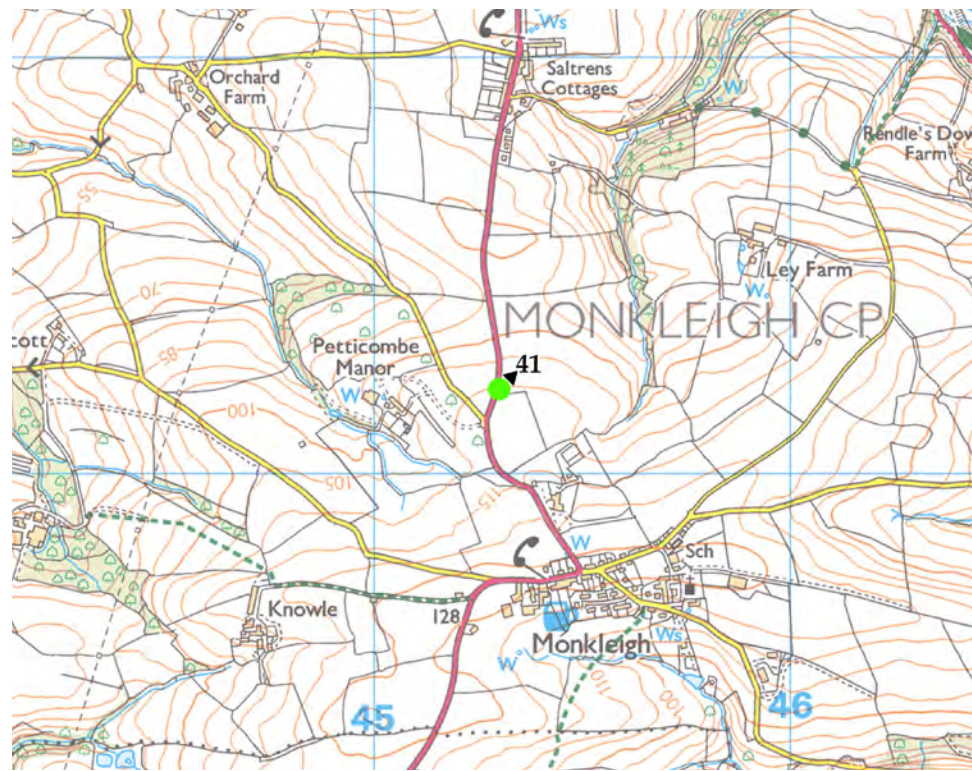 Ws
Orchard
Farm
Saltrens
Cottages
W
Rendle's Dow
Farm
55
70
Ley Farm
W
MONKLEIGH CP
cott
85
Petticombe
Manor
W
41
100
105
115
W
Sch
Knowle
128
Monkleigh
Ws
W
110
100
45
46